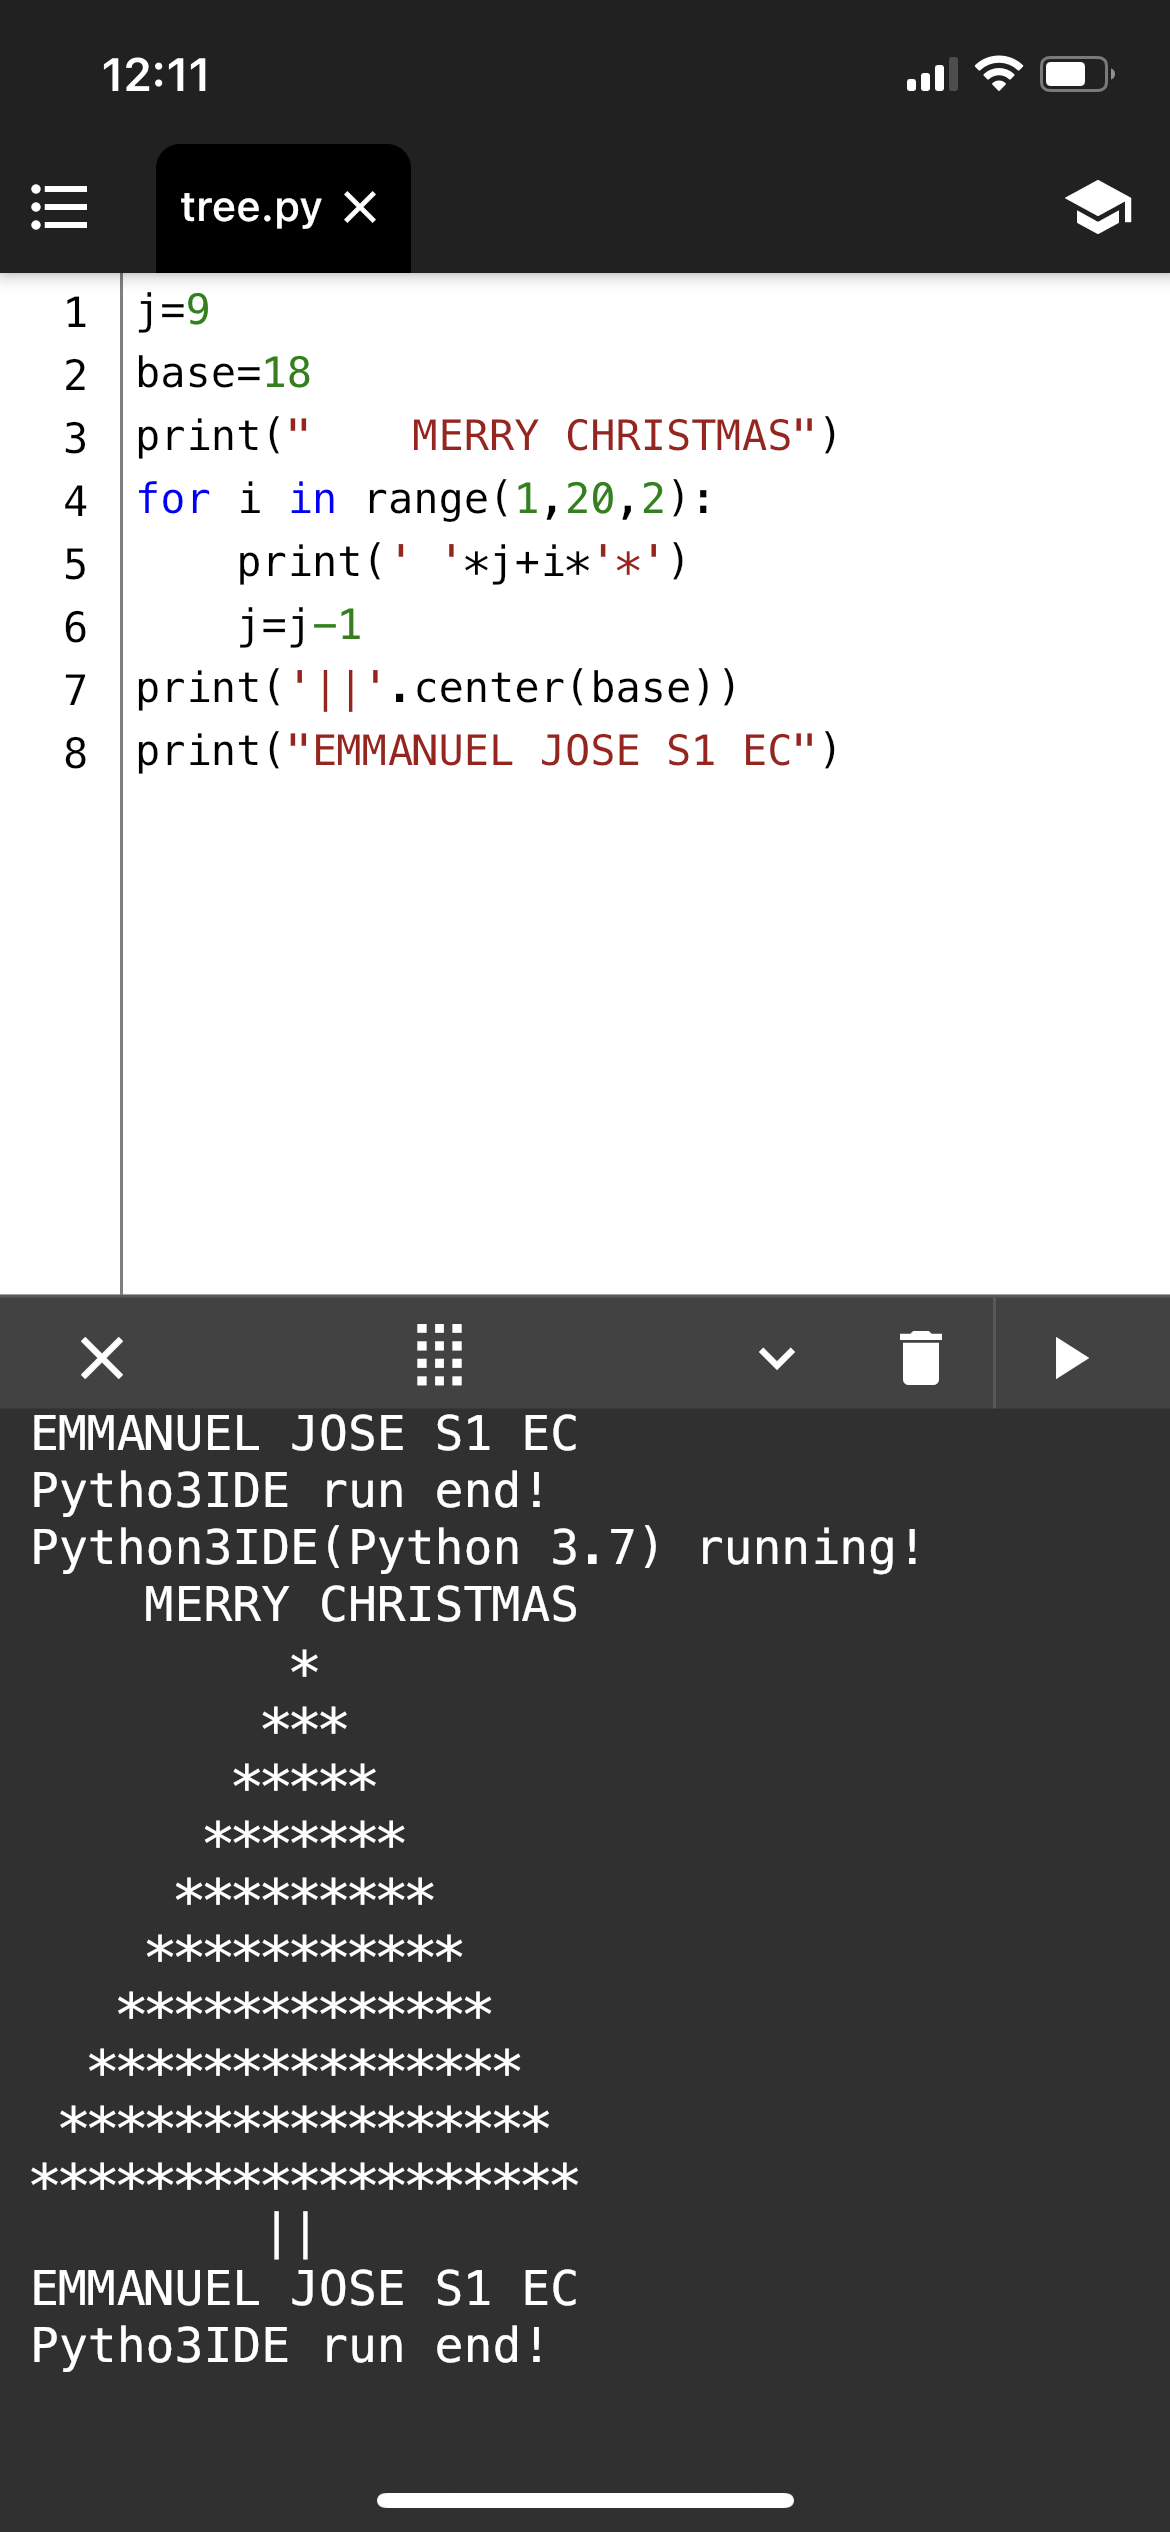 12:11
tree.py
1 j=9
2 base=18
3 print("    MERRY CHRISTMAS")
4 for i in range(1,20,2):
5     print(' '*j+i*'*')
6     j=j-1
7 print('||'.center(base))
8 print("EMMANUEL JOSE S1 EC")
EMMANUEL JOSE S1 EC
Pytho3IDE run end!
Python3IDE(Python 3.7) running!
    MERRY CHRISTMAS
         *
        ***
       *****
      *******
     *********
    ***********
   *************
  ***************
 *****************
*******************
        ||
EMMANUEL JOSE S1 EC
Pytho3IDE run end!